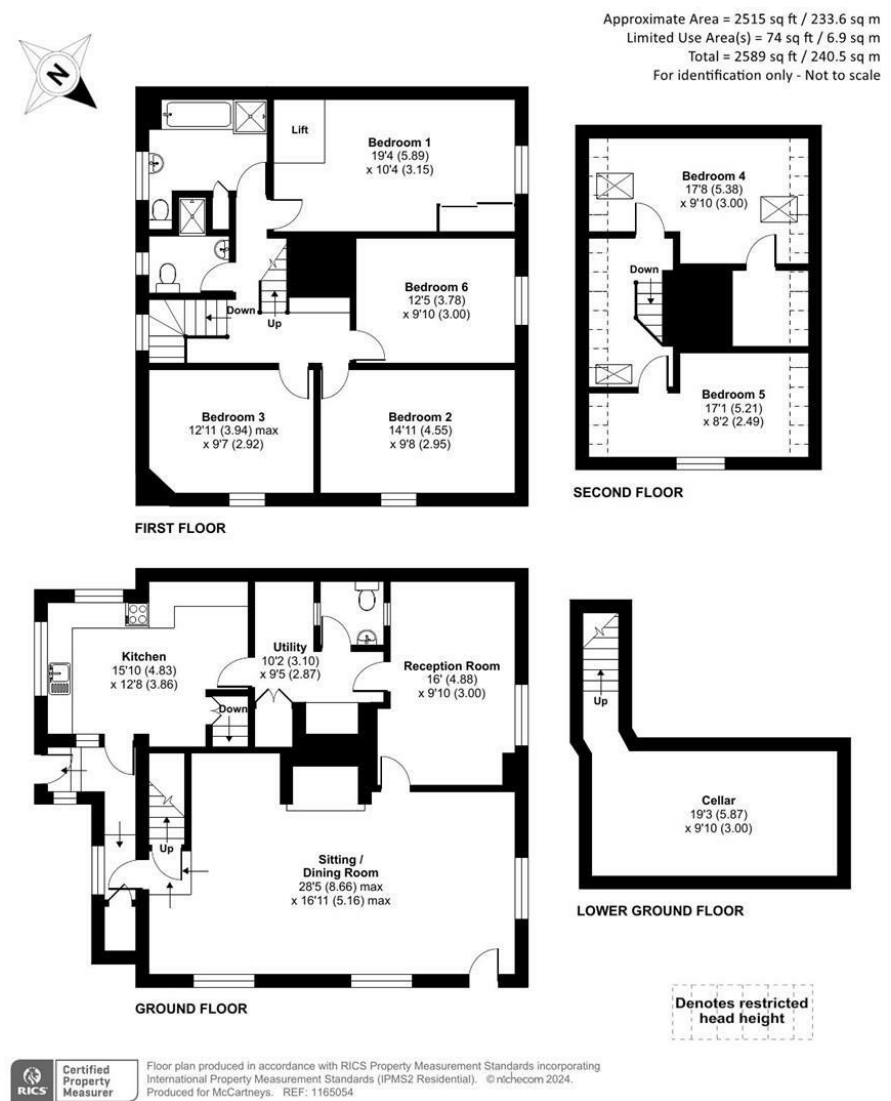 Approximate Area = 2515 sq ft / 233.6 sq m
Limited Use Area(s) = 74 sq ft / 6.9 sq m
Total = 2589 sq ft / 240.5 sq m
For identification only - Not to scale
N
Lift
Bedroom 1
19'4 (5.89)
x 10'4 (3.15)
Bedroom 6
12'5 (3.78)
x 9'10 (3.00)
Down
Up
Bedroom 3
12'11 (3.94) max
x 9'7 (2.92)
Bedroom 2
14'11 (4.55)
x 9'8 (2.95)
FIRST FLOOR
Bedroom 4
17'8 (5.38)
x 9'10 (3.00)
Down
Bedroom 5
17'1 (5.21)
x 8'2 (2.49)
SECOND FLOOR
Kitchen
15'10 (4.83)
x 12'8 (3.86)
Utility
10'2 (3.10)
x 9'5 (2.87)
Reception Room
16' (4.88)
x 9'10 (3.00)
Down
Up
Sitting /
Dining Room
28'5 (8.66) max
x 16'11 (5.16) max
GROUND FLOOR
Up
Cellar
19'3 (5.87)
x 9'10 (3.00)
LOWER GROUND FLOOR
Denotes restricted
head height
RICS
Certified
Property
Measurer
Floor plan produced in accordance with RICS Property Measurement Standards incorporating
International Property Measurement Standards (IPMS2 Residential). © nichecom 2024.
Produced for McCartneys. REF: 1165054